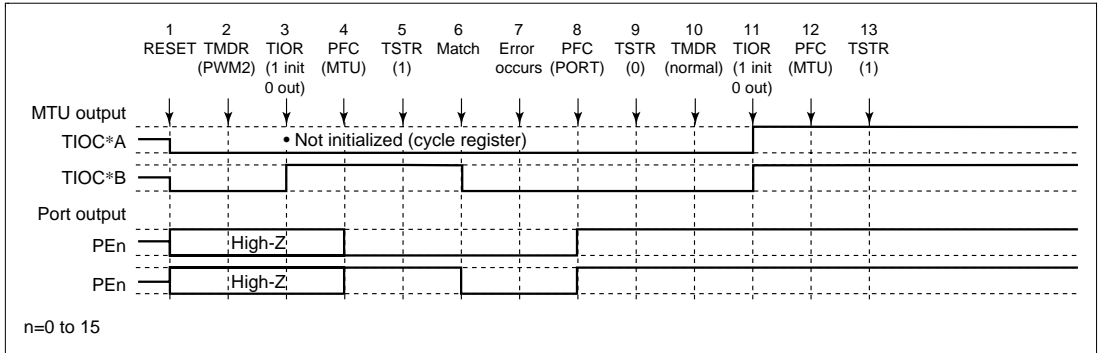 1 2 3 4 5 6 7 8 9 10 11 12 13
RESET TMDR TIOR PFC TSTR Match Error PFC TSTR TMDR TIOR PFC TSTR
(PWM2) (1 init (MTU) (1) occurs (PORT) (0) (normal) (1 init (MTU) (1)
0 out) 0 out)
MTU output
TIOC*A • Not initialized (cycle register)
TIOC*B
Port output
PEn High-Z
PEn High-Z
n=0 to 15